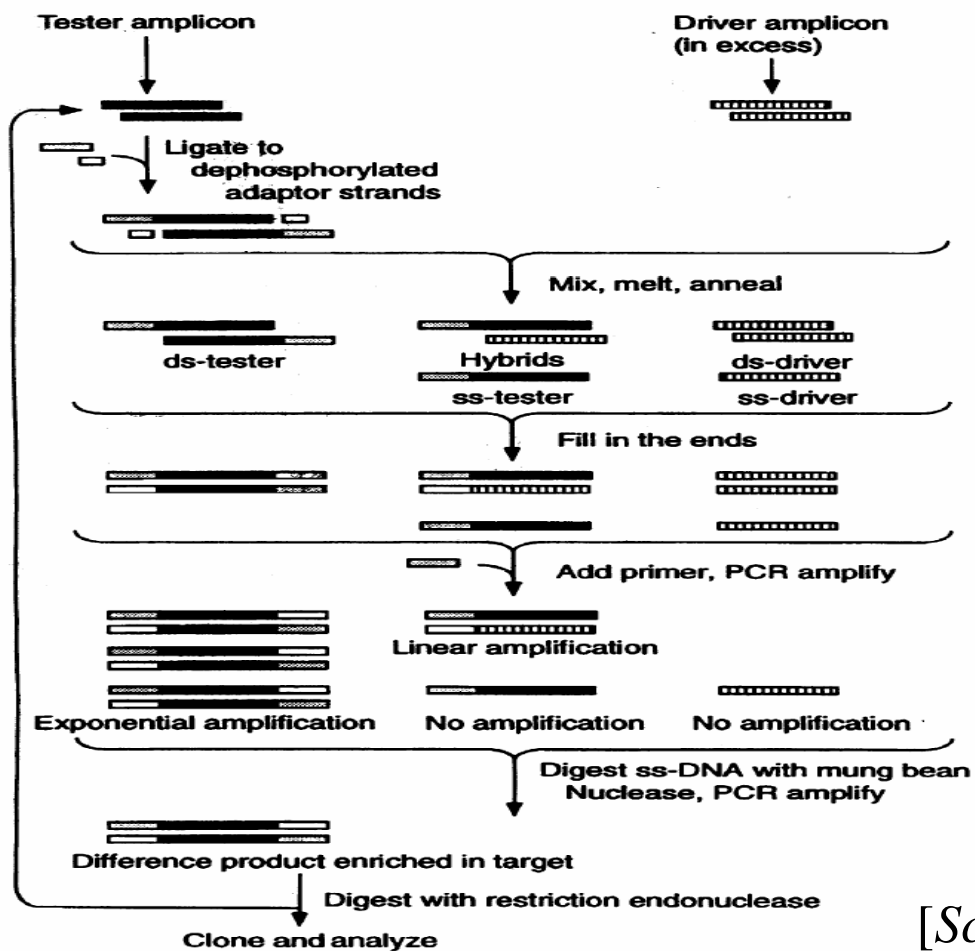 Tester amplicon
Driver amplicon
(in excess)
Ligate to
dephosphorylated
adaptor strands
Mix, melt, anneal
ds-tester
Hybrids
ds-driver
ss-tester
ss-driver
Fill in the ends
Add primer, PCR amplify
Linear amplification
Exponential amplification
No amplification
No amplification
Digest ss-DNA with mung bean
Nuclease, PCR amplify
Difference product enriched in target
Digest with restriction endonuclease
Clone and analyze